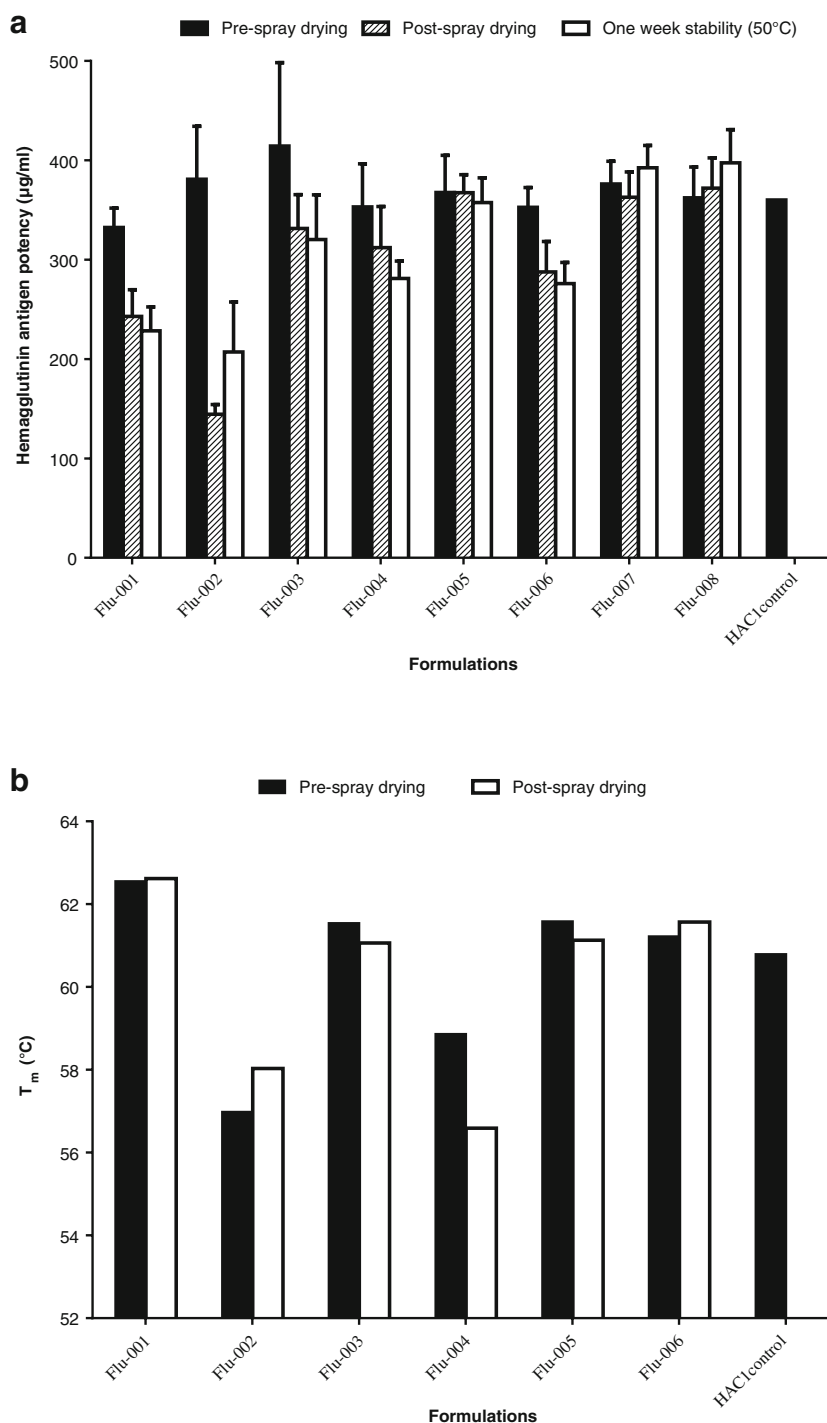 a
Pre-spray drying Post-spray drying One week stability (50°C)
500
400
300
200
100
0
Hemagglutinin antigen potency (µg/ml)
Flu-001 Flu-002 Flu-003 Flu-004 Flu-005 Flu-006 Flu-007 Flu-008 HAC1control
Formulations
b
Pre-spray drying Post-spray drying
64
62
60
58
56
54
52
Tm (°C)
Flu-001 Flu-002 Flu-003 Flu-004 Flu-005 Flu-006 HAC1control
Formulations